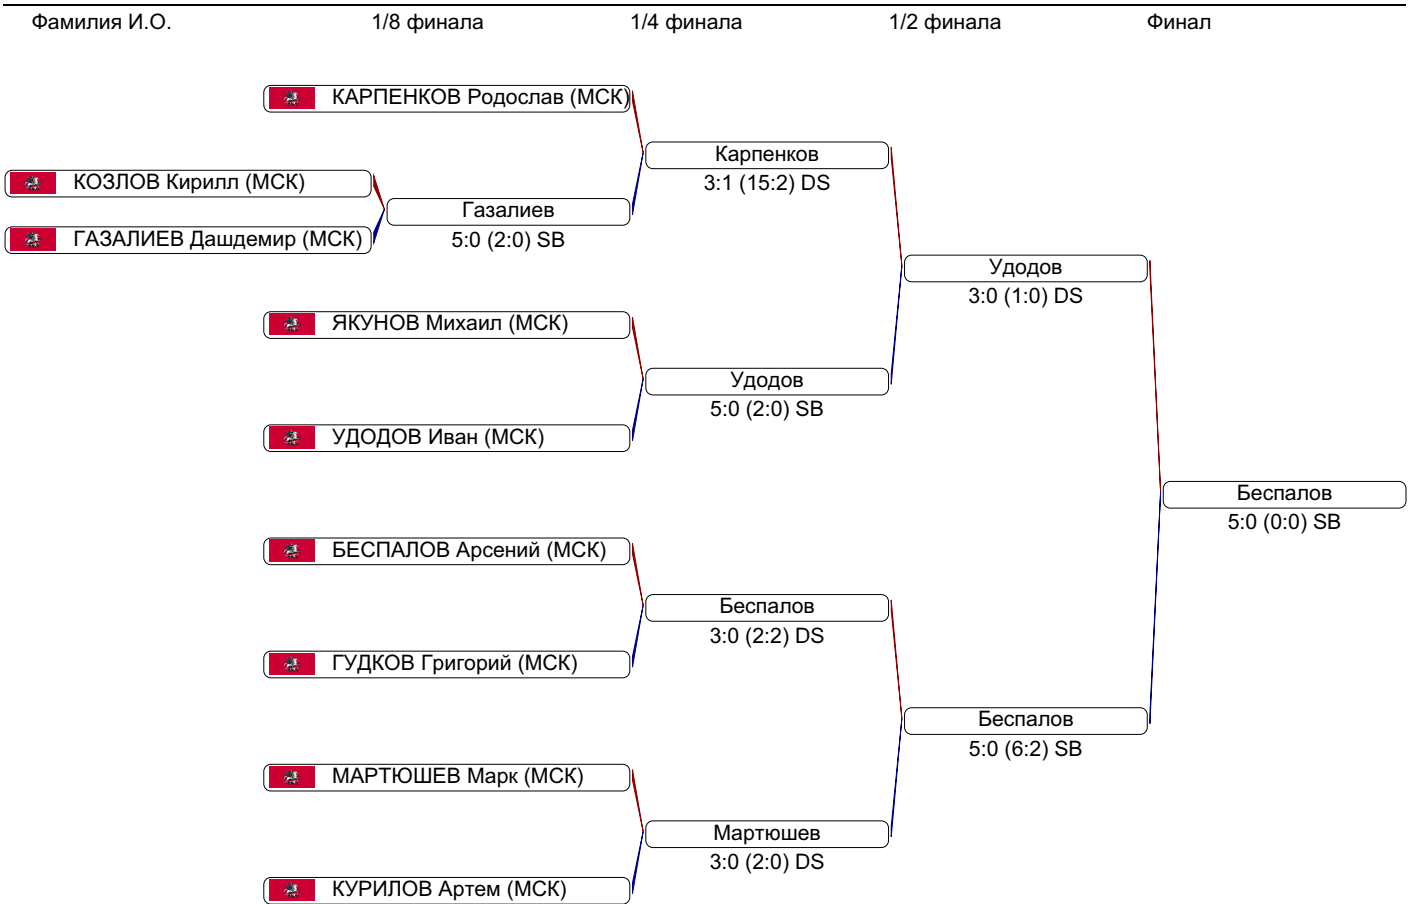 Фамилия И.О. 1/8 финала 1/4 финала 1/2 финала Финал
КАРПЕНКОВ Родослав (МСК)
Карпенков
3:1 (15:2) DS
КОЗЛОВ Кирилл (МСК)
Газалиев
5:0 (2:0) SB
ГАЗАЛИЕВ Дашдемир (МСК)
Удодов
3:0 (1:0) DS
ЯКУНОВ Михаил (МСК)
Удодов
5:0 (2:0) SB
УДОДОВ Иван (МСК)
Беспалов
5:0 (0:0) SB
БЕСПАЛОВ Арсений (МСК)
Беспалов
3:0 (2:2) DS
ГУДКОВ Григорий (МСК)
Беспалов
5:0 (6:2) SB
МАРТЮШЕВ Марк (МСК)
Мартюшев
3:0 (2:0) DS
КУРИЛОВ Артем (МСК)